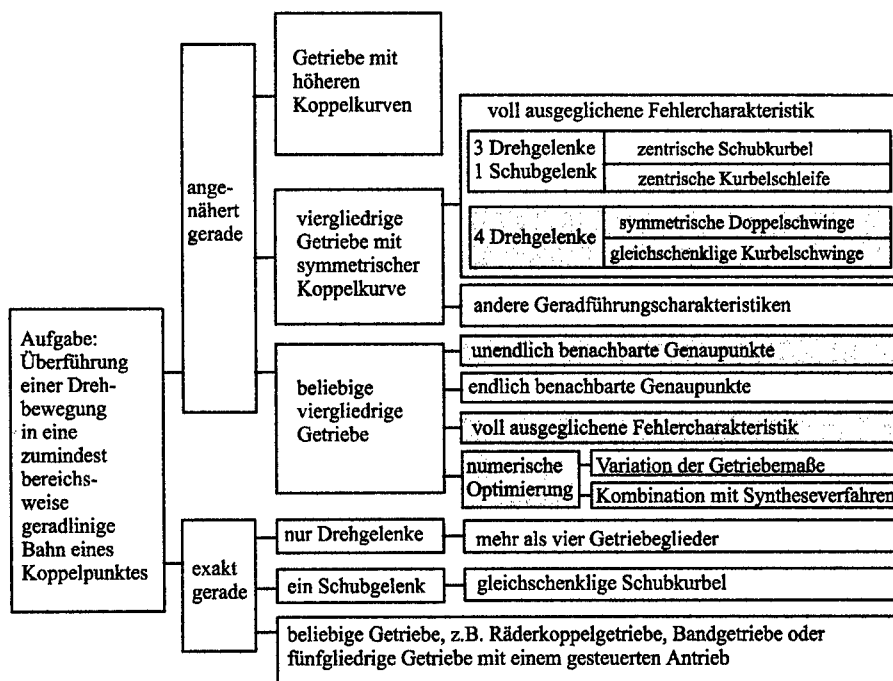 Aufgabe:
Überführung
einer Dreh-
bewegung
in eine
zumindest
bereichs-
weise
geradlinige
Bahn eines
Koppelpunktes
ange-
nähert
gerade
Getriebe mit
höheren
Koppelkurven
viergliedrige
Getriebe mit
symmetrischer
Koppelkurve
voll ausgeglichene Fehlercharakteristik
3 Drehgelenke
1 Schubgelenk
zentrische Schubkurbel
zentrische Kurbelschleife
4 Drehgelenke
symmetrische Doppelschwinge
gleichschenklige Kurbelschwinge
andere Geradführungscharakteristiken
beliebige
viergliedrige
Getriebe
unendlich benachbarte Genaupunkte
endlich benachbarte Genaupunkte
voll ausgeglichene Fehlercharakteristik
numerische
Optimierung
Variation der Getriebemaße
Kombination mit Syntheseverfahren
exakt
gerade
nur Drehgelenke
mehr als vier Getriebeglieder
ein Schubgelenk
gleichschenklige Schubkurbel
beliebige Getriebe, z.B. Räderkoppelgetriebe, Bandgetriebe oder
fünfgliedrige Getriebe mit einem gesteuerten Antrieb